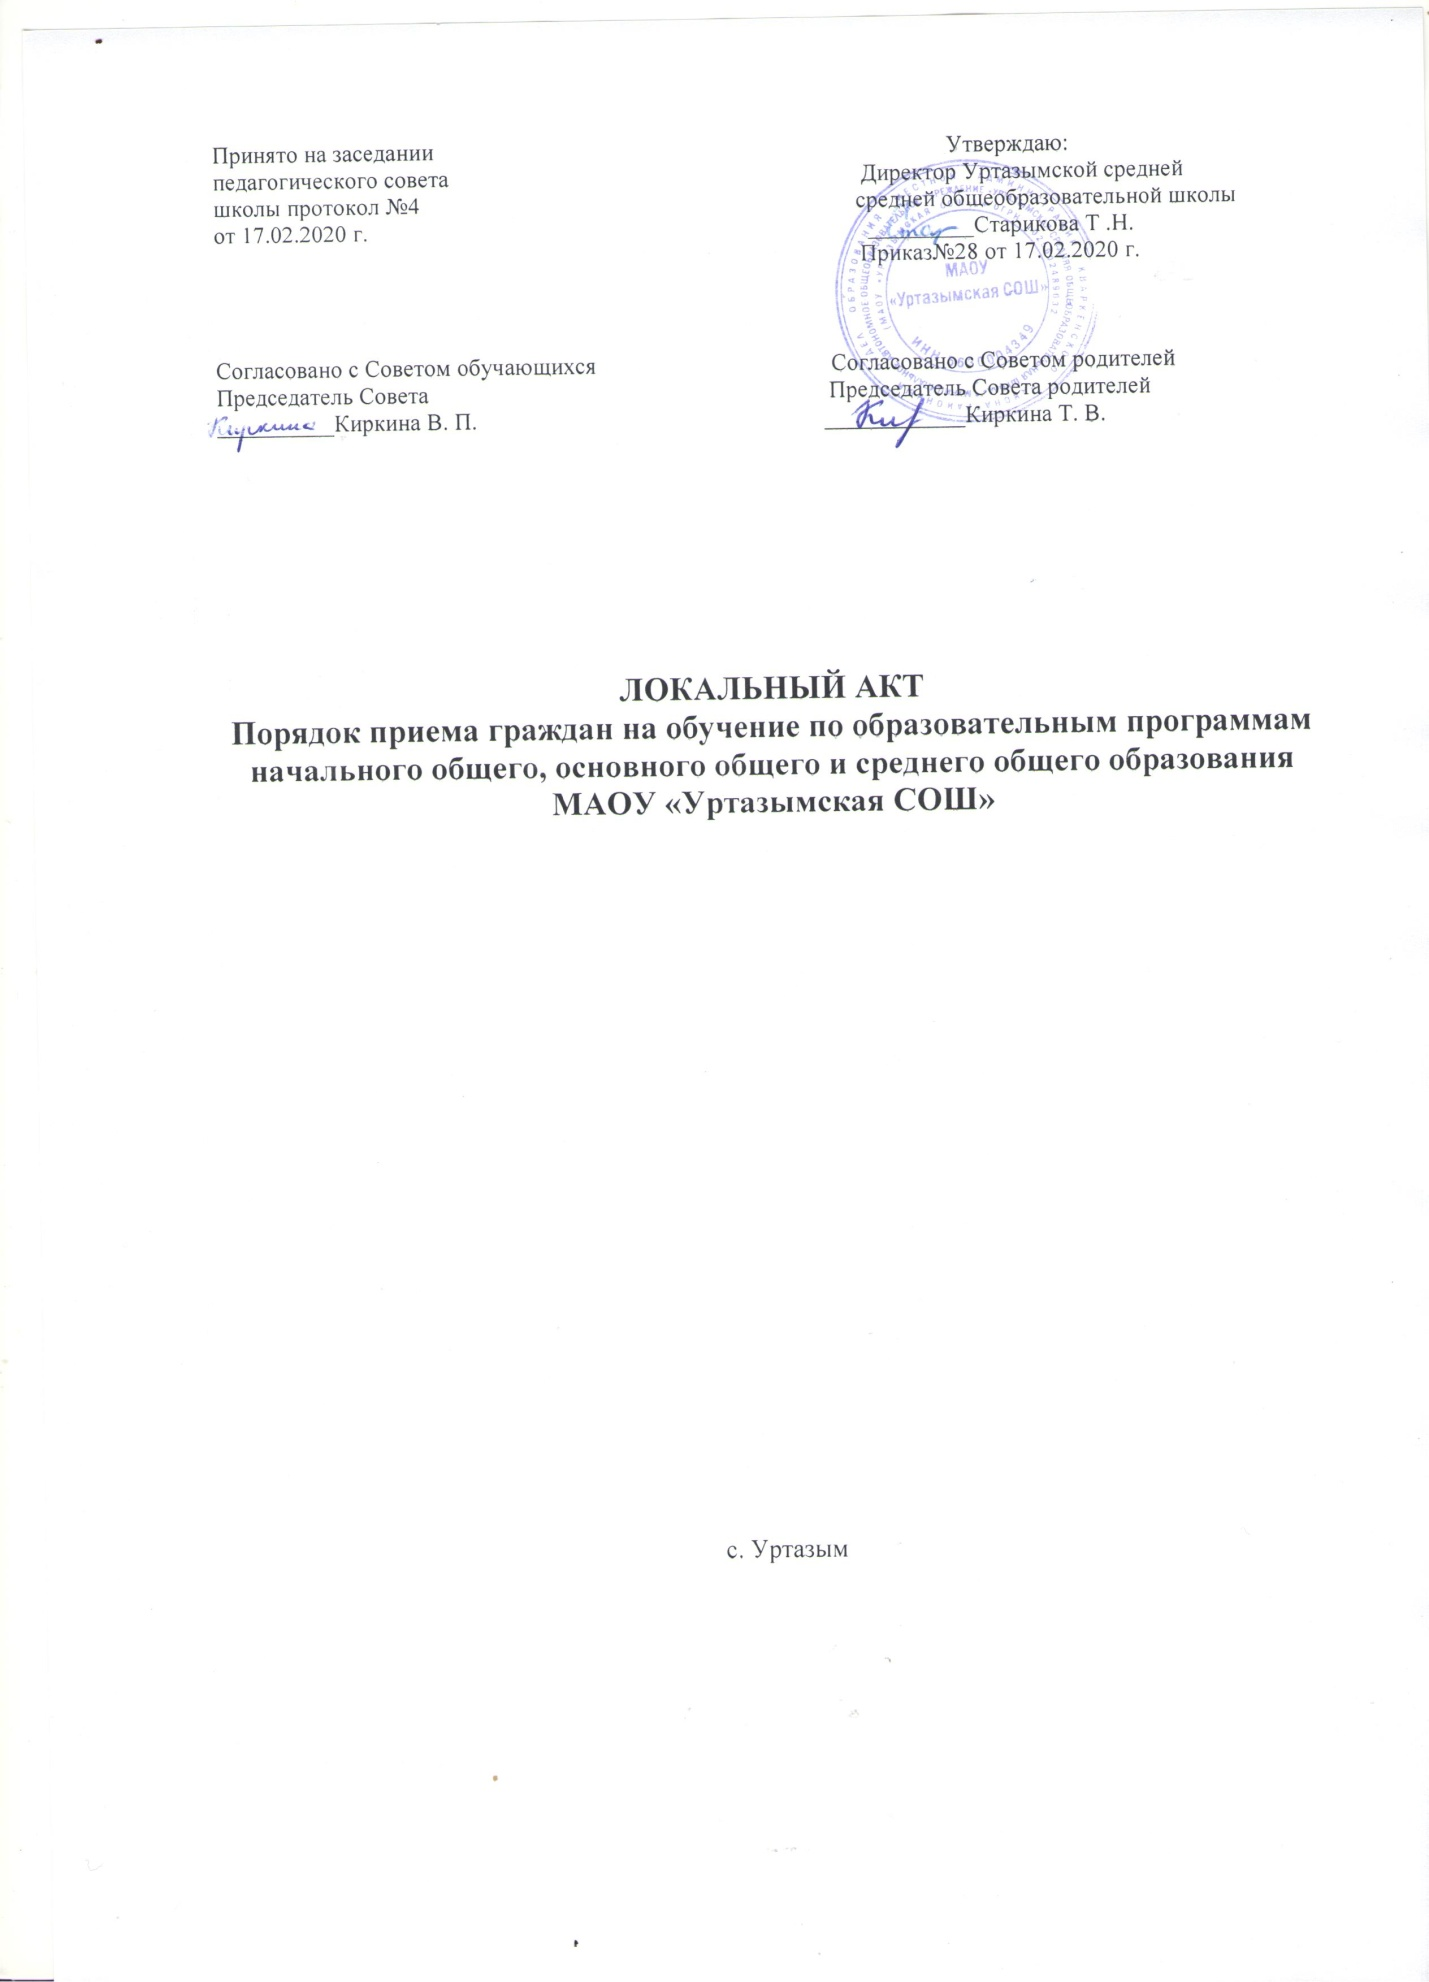 Принято на заседании
педагогического совета
школы протокол №4
от 17.02.2020 г.
Утверждаю:
Директор Уртазымской средней
средней общеобразовательной школы
__________Старикова Т .Н.
Приказ№28 от 17.02.2020 г.
МАОУ
«Уртазымская СОШ»
Согласовано с Советом обучающихся
Председатель Совета
Киркина
__________Киркина В. П.
Согласовано с Советом родителей
Председатель Совета родителей
____________Киркина Т. В.
ЛОКАЛЬНЫЙ АКТ
Порядок приема граждан на обучение по образовательным программам
начального общего, основного общего и среднего общего образования
МАОУ «Уртазымская СОШ»
с. Уртазым